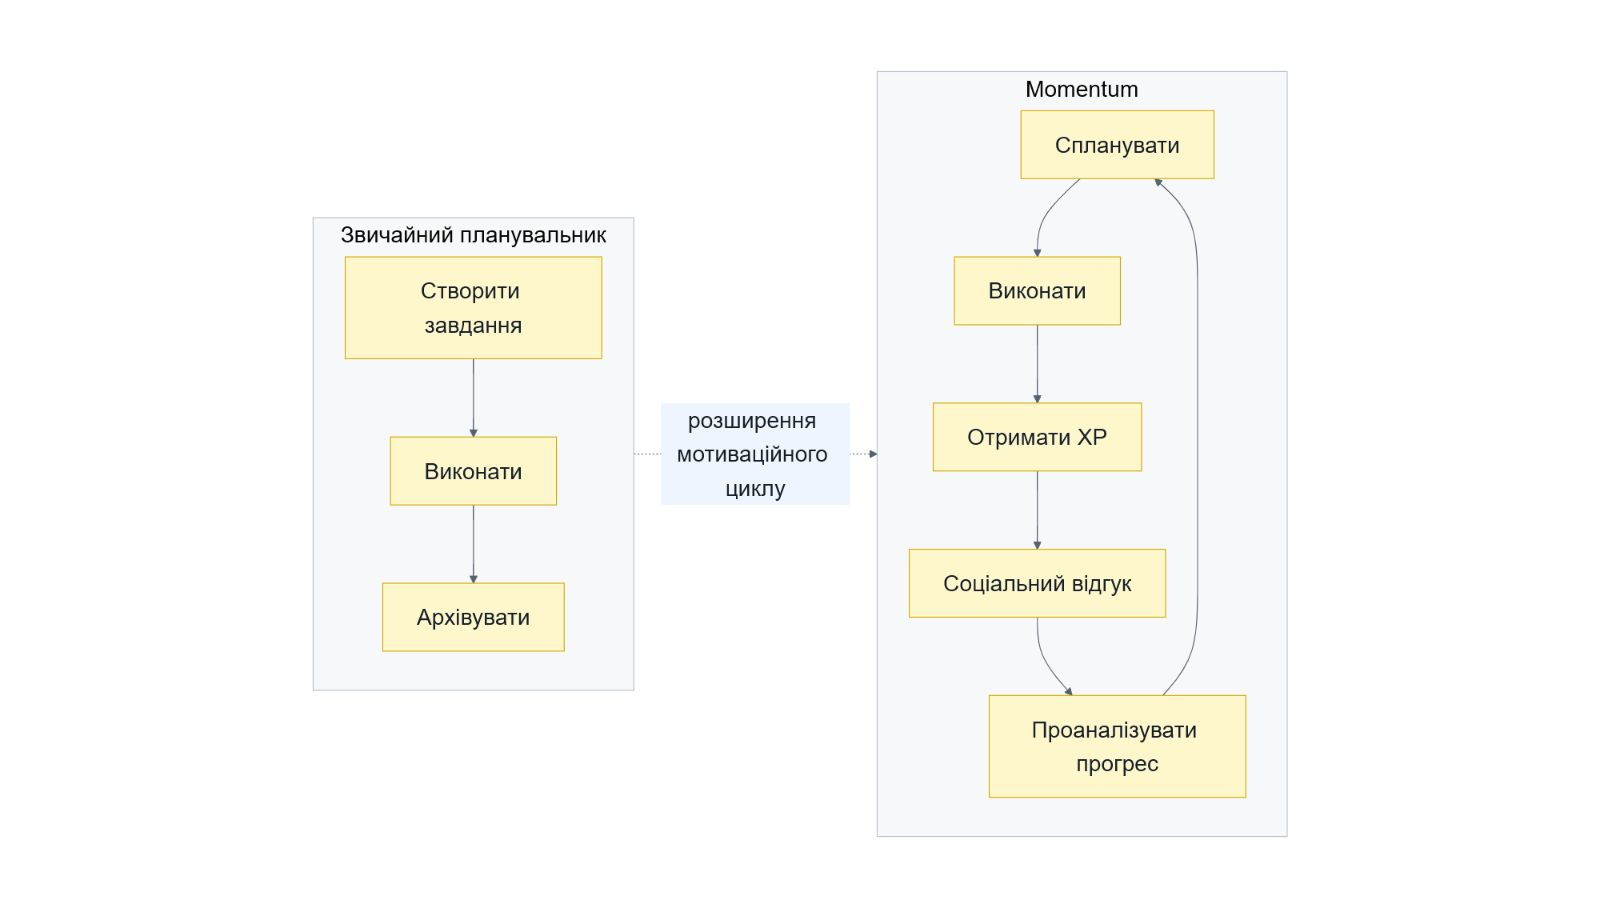 Звичайний планувальник
Створити
завдання
Виконати
Архівувати
розширення
мотиваційного
циклу
Momentum
Спланувати
Виконати
Отримати XP
Соціальний відгук
Проаналізувати
прогрес